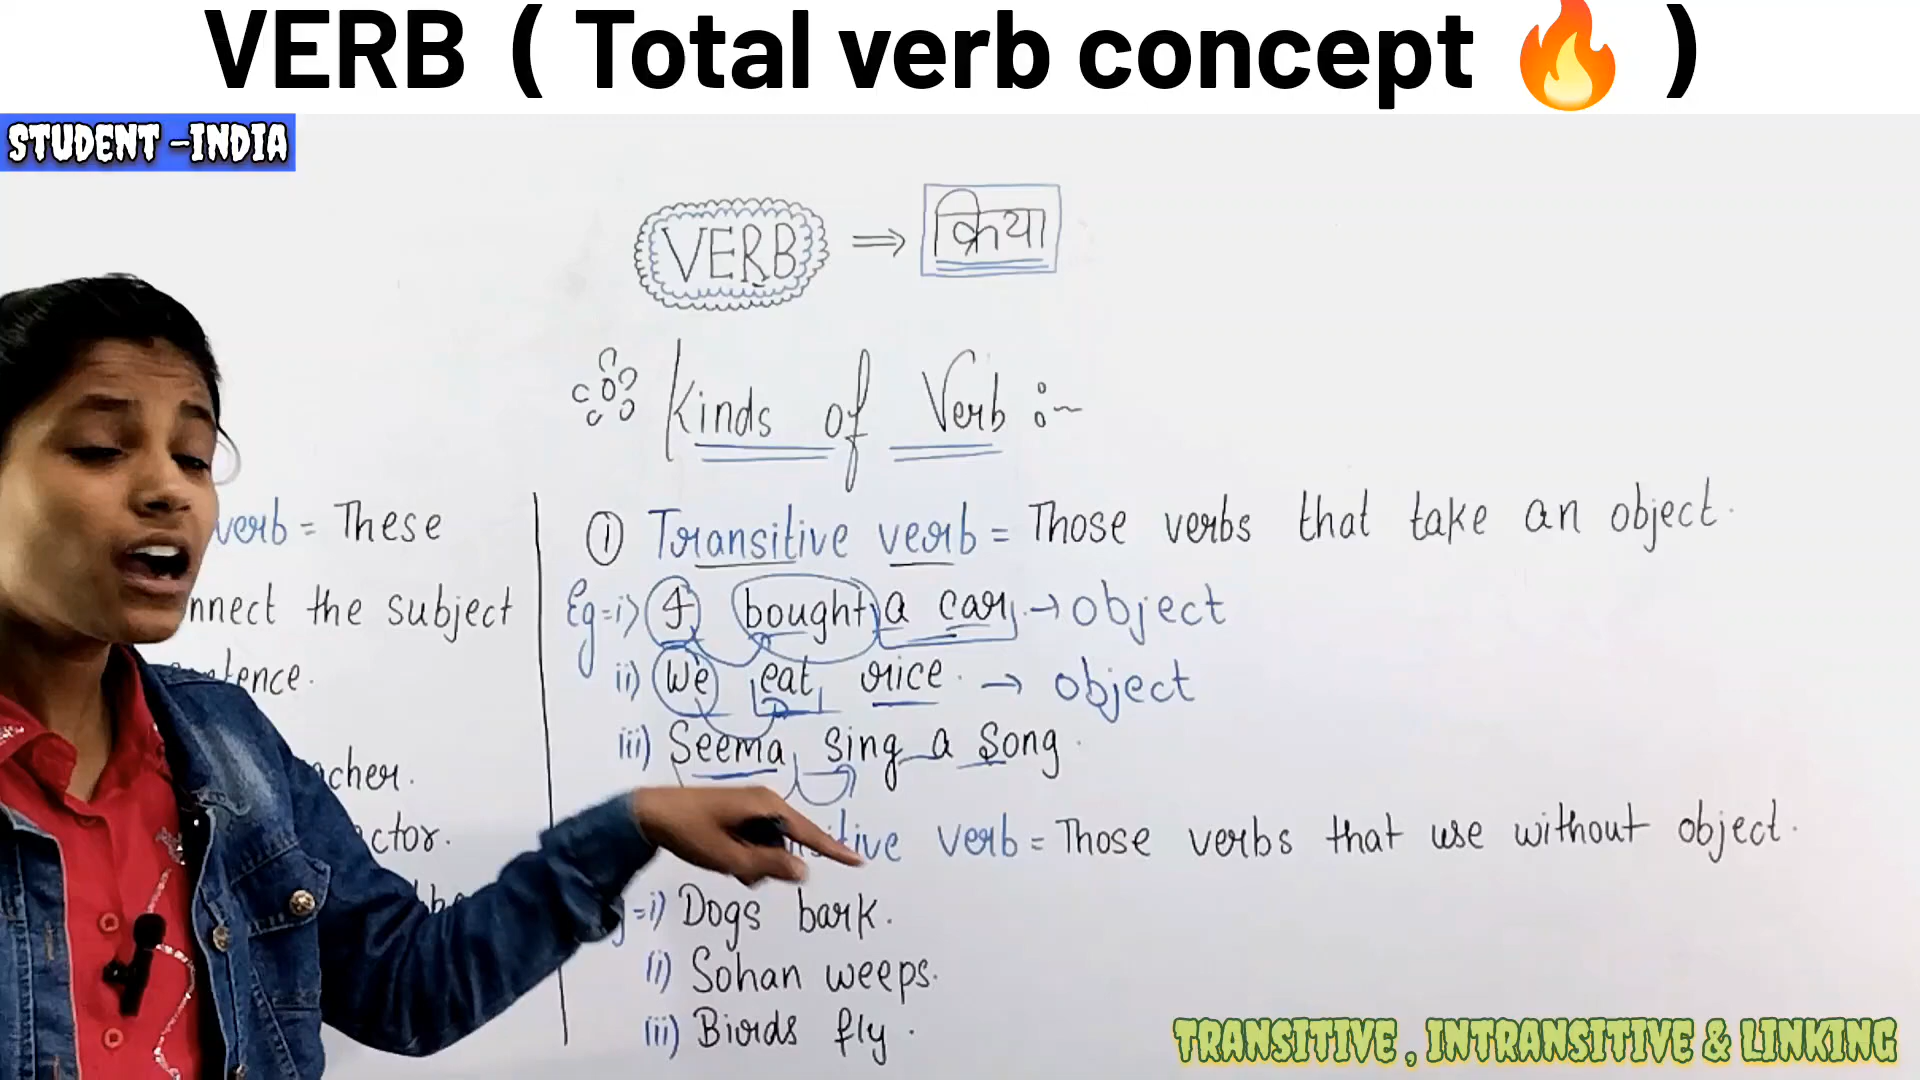 VERB ( Total verb concept 🔥 )
STUDENT -INDIA
VERB ⇒ क्रिया
Kinds of Verb :~
verb = These
nnect the subject
tence.
cher.
ctor.
① Transitive verb = Those verbs that take an object.
Eg=i) I bought a car. → object
ii) We eat rice. → object
iii) Seema sing a song.
itive verb = Those verbs that use without object.
=i) Dogs bark.
(ii) Sohan weeps.
(iii) Birds fly.
TRANSITIVE , INTRANSITIVE & LINKING